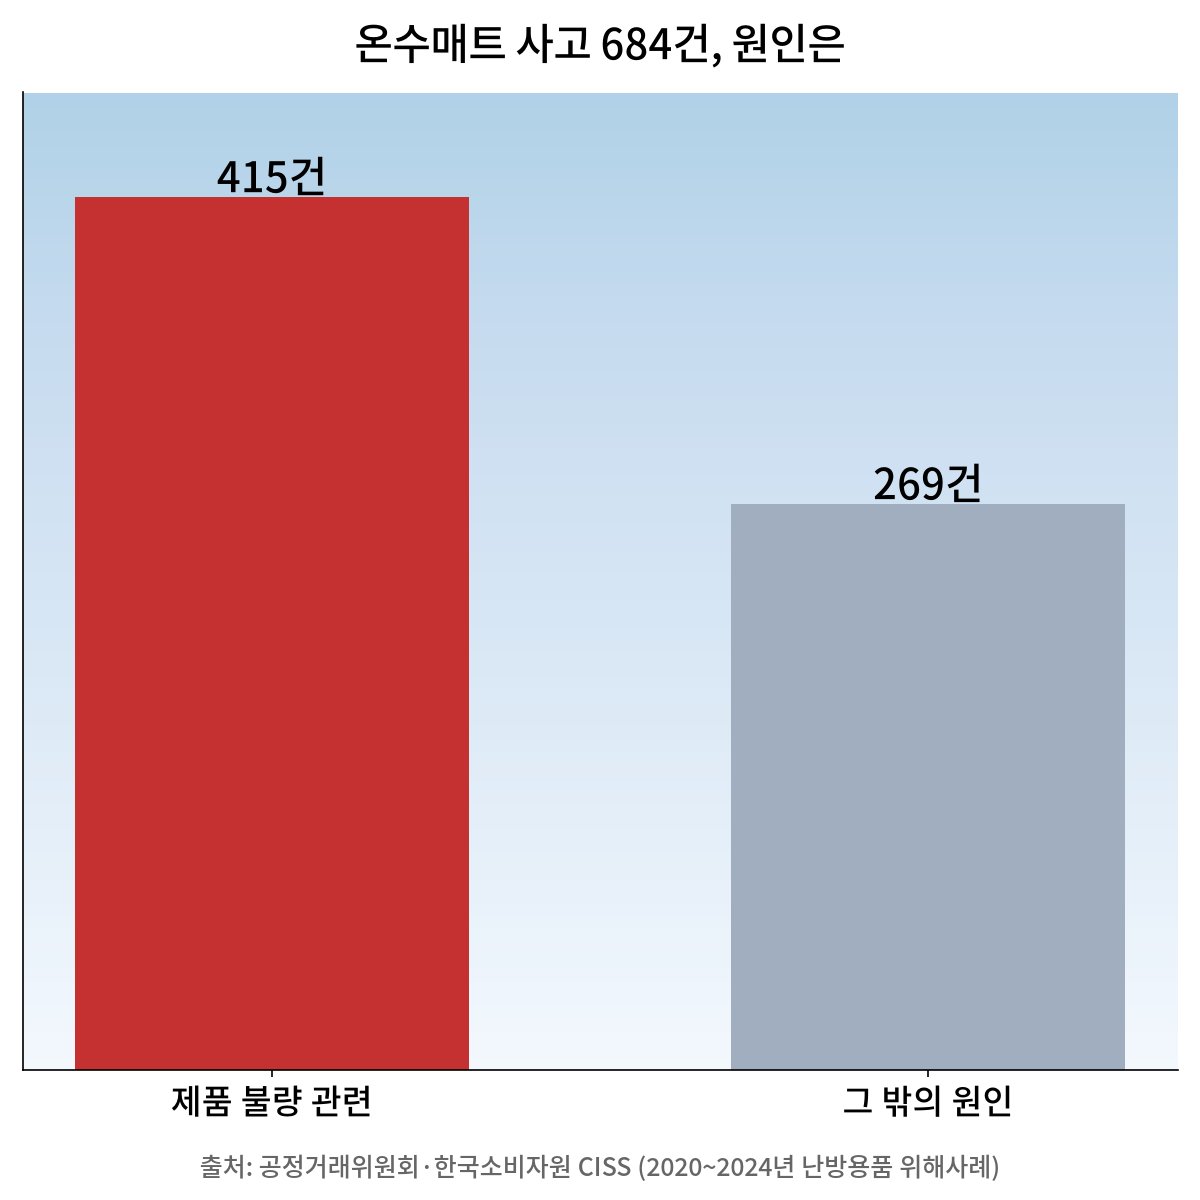 온수매트 사고 684건, 원인은
415건
269건
제품 불량 관련
그 밖의 원인
출처: 공정거래위원회·한국소비자원 CISS (2020~2024년 난방용품 위해사례)